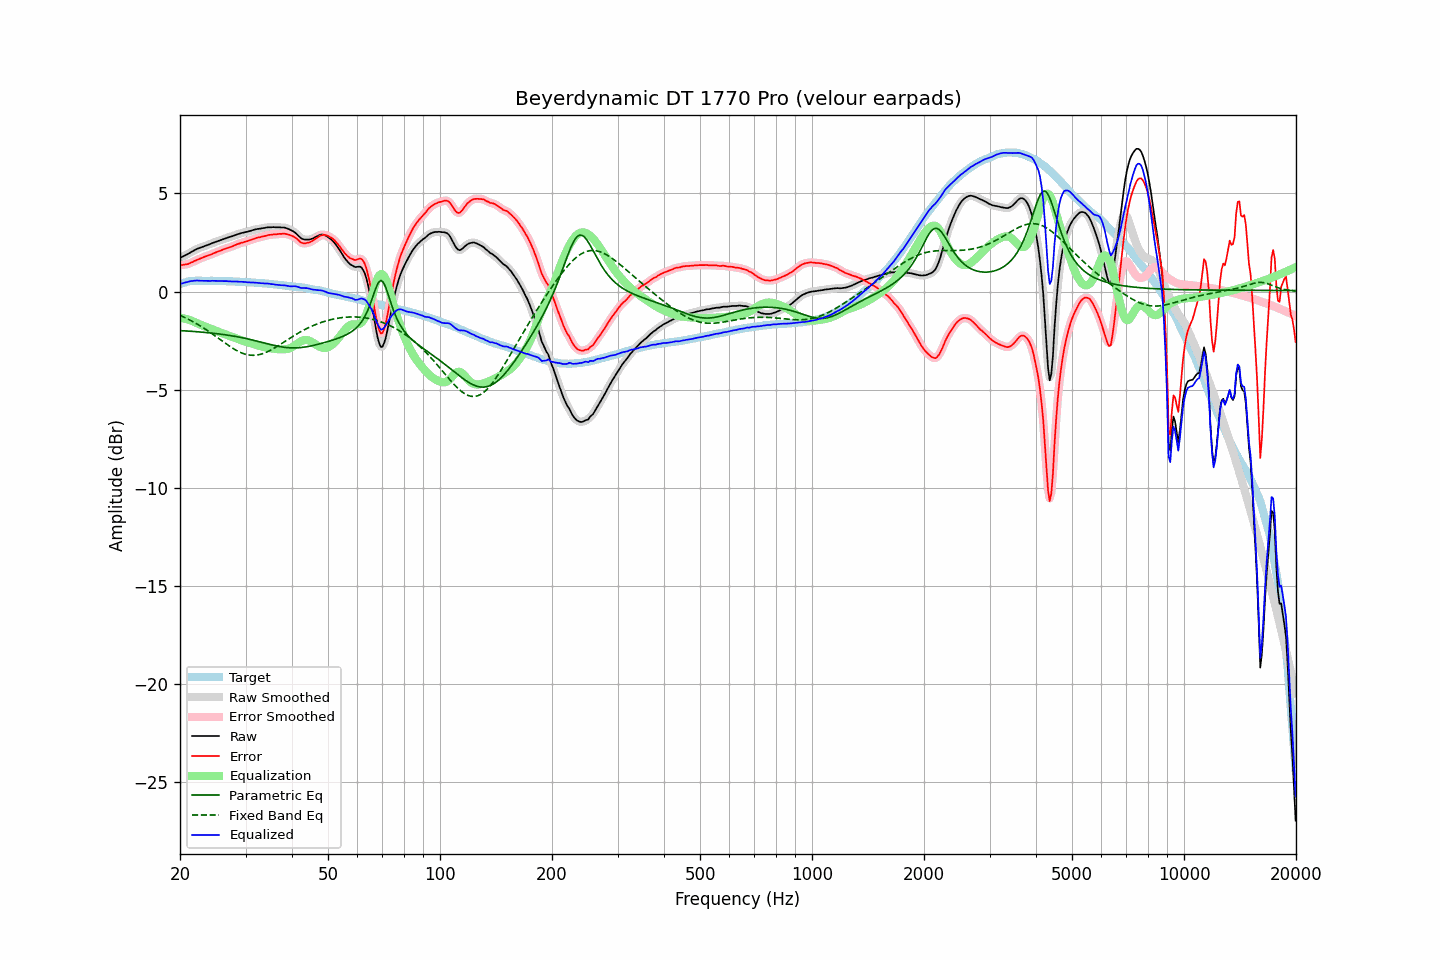 Beyerdynamic DT 1770 Pro (velour earpads)
Amplitude (dBr)
5
0
−5
−10
−15
−20
−25
Target
Raw Smoothed
Error Smoothed
Raw
Error
Equalization
Parametric Eq
Fixed Band Eq
Equalized
20 50 100 200 500 1000 2000 5000 10000 20000
Frequency (Hz)